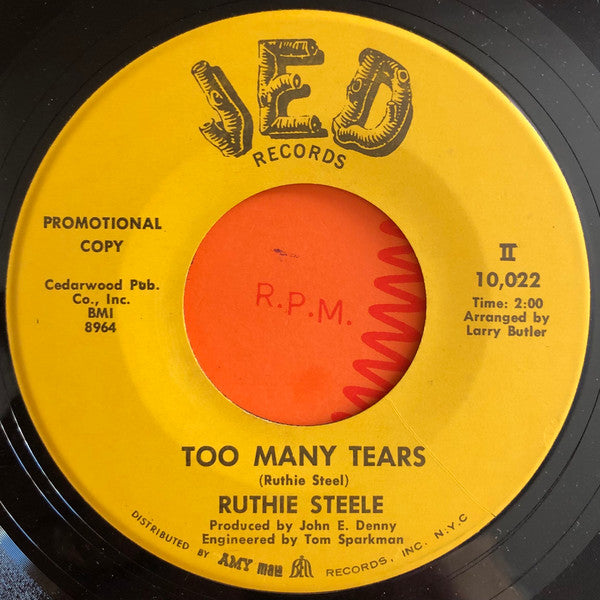 JED
RECORDS
PROMOTIONAL
COPY
Cedarwood Pub.
Co., Inc.
BMI
8964
II
10,022
Time: 2:00
Arranged by
Larry Butler
R.P.M.
TOO MANY TEARS
(Ruthie Steel)
RUTHIE STEELE
Produced by John E. Denny
Engineered by Tom Sparkman
DISTRIBUTED BY AMY mala Bell RECORDS, INC. N.Y.C